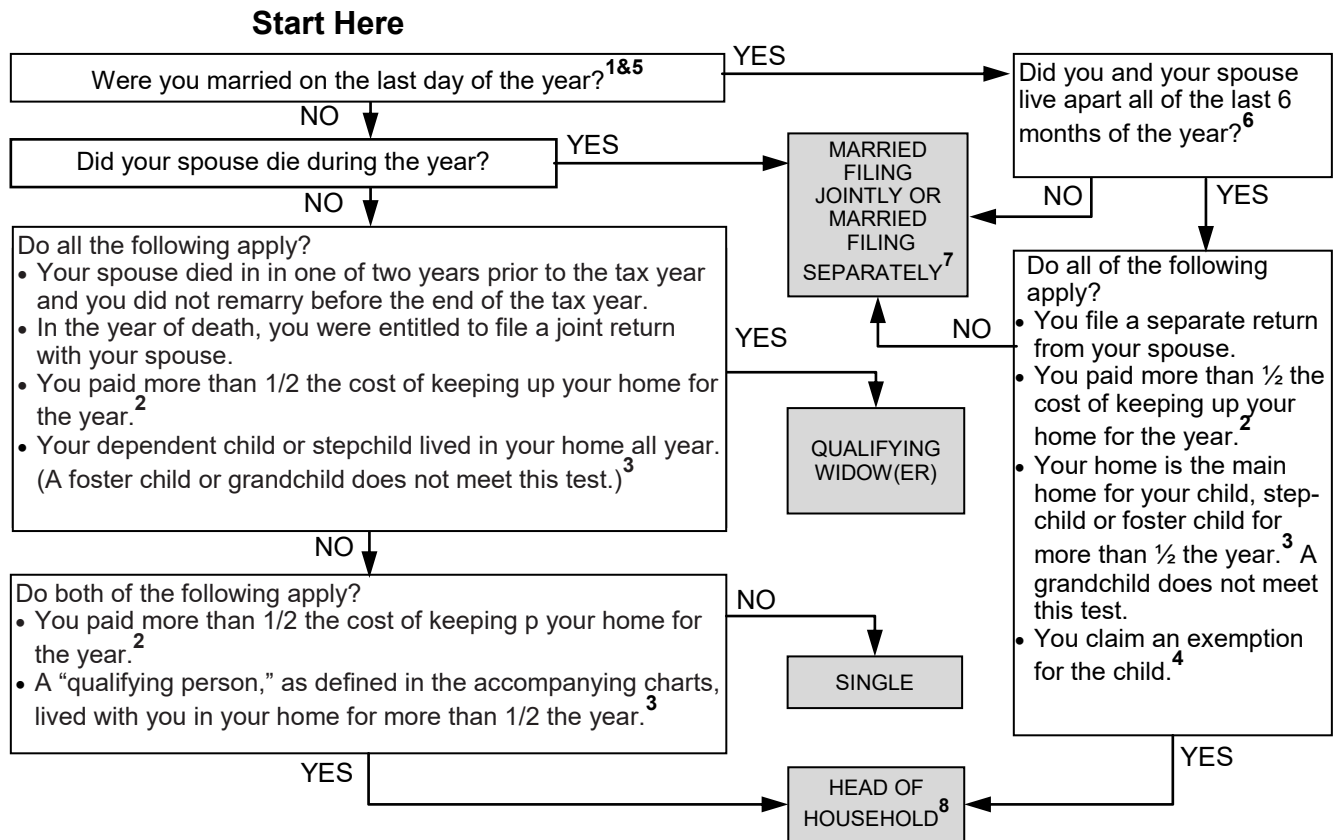 Start Here
Were you married on the last day of the year?1&5
YES
Did you and your spouse
live apart all of the last 6
months of the year?6
NO
Did your spouse die during the year?
YES
MARRIED
FILING
JOINTLY OR
MARRIED
FILING
SEPARATELY7
NO
YES
NO
Do all the following apply?
• Your spouse died in in one of two years prior to the tax year
and you did not remarry before the end of the tax year.
• In the year of death, you were entitled to file a joint return
with your spouse.
• You paid more than 1/2 the cost of keeping up your home for
the year.2
• Your dependent child or stepchild lived in your home all year.
(A foster child or grandchild does not meet this test.)3
YES
QUALIFYING
WIDOW(ER)
NO
Do all of the following
apply?
• You file a separate return
from your spouse.
• You paid more than ½ the
cost of keeping up your
home for the year.2
• Your home is the main
home for your child, step-
child or foster child for
more than ½ the year.3 A
grandchild does not meet
this test.
• You claim an exemption
for the child.4
NO
Do both of the following apply?
• You paid more than 1/2 the cost of keeping p your home for
the year.2
• A “qualifying person,” as defined in the accompanying charts,
lived with you in your home for more than 1/2 the year.3
NO
SINGLE
YES
HEAD OF
HOUSEHOLD8
YES